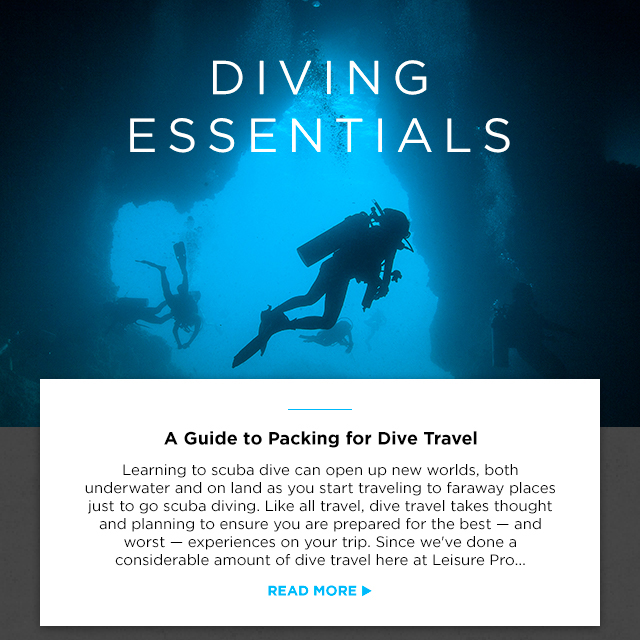 DIVING
ESSENTIALS
A Guide to Packing for Dive Travel
Learning to scuba dive can open up new worlds, both
underwater and on land as you start traveling to faraway places
just to go scuba diving. Like all travel, dive travel takes thought
and planning to ensure you are prepared for the best — and
worst — experiences on your trip. Since we've done a
considerable amount of dive travel here at Leisure Pro...
READ MORE ▶